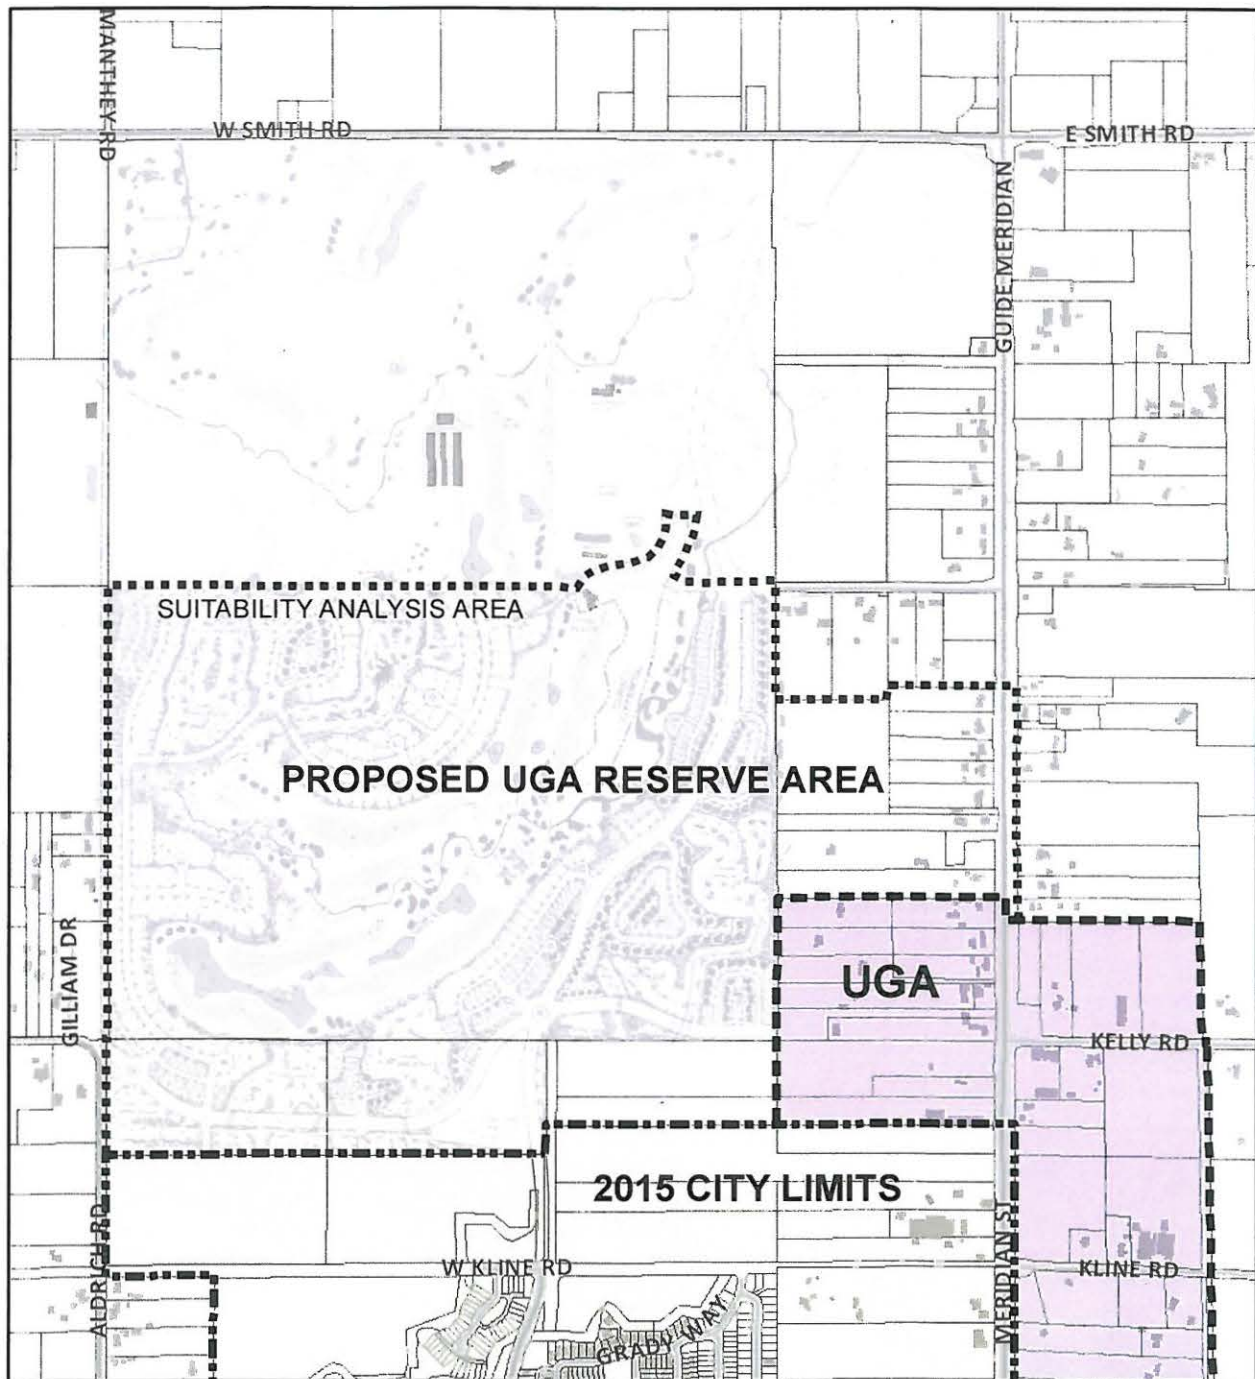 MANTHEY RD
W SMITH RD
E SMITH RD
GUIDE MERIDIAN
SUITABILITY ANALYSIS AREA
PROPOSED UGA RESERVE AREA
GILLIAM DR
UGA
KELLY RD
2015 CITY LIMITS
ALDRICH RD
W KLINE RD
MERIDIAN ST
KLINE RD
GRADY WAY